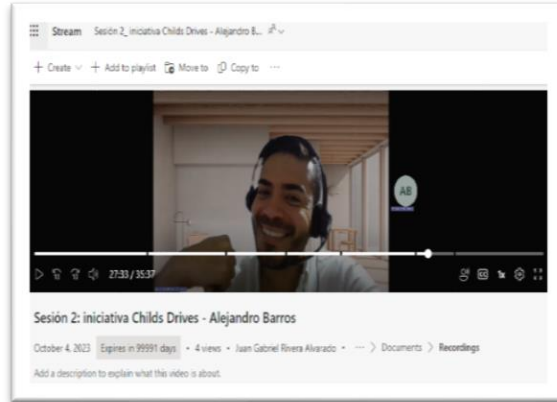 Stream Sesión 2_ iniciativa Childs Drives - Alejandro B...
+ Create + Add to playlist Move to Copy to ...
AB
27:33 / 35:37 CC 1x
Sesión 2: iniciativa Childs Drives - Alejandro Barros
October 4, 2023 Expires in 99991 days • 4 views • Juan Gabriel Rivera Alvarado • ... > Documents > Recordings
Add a description to explain what this video is about.